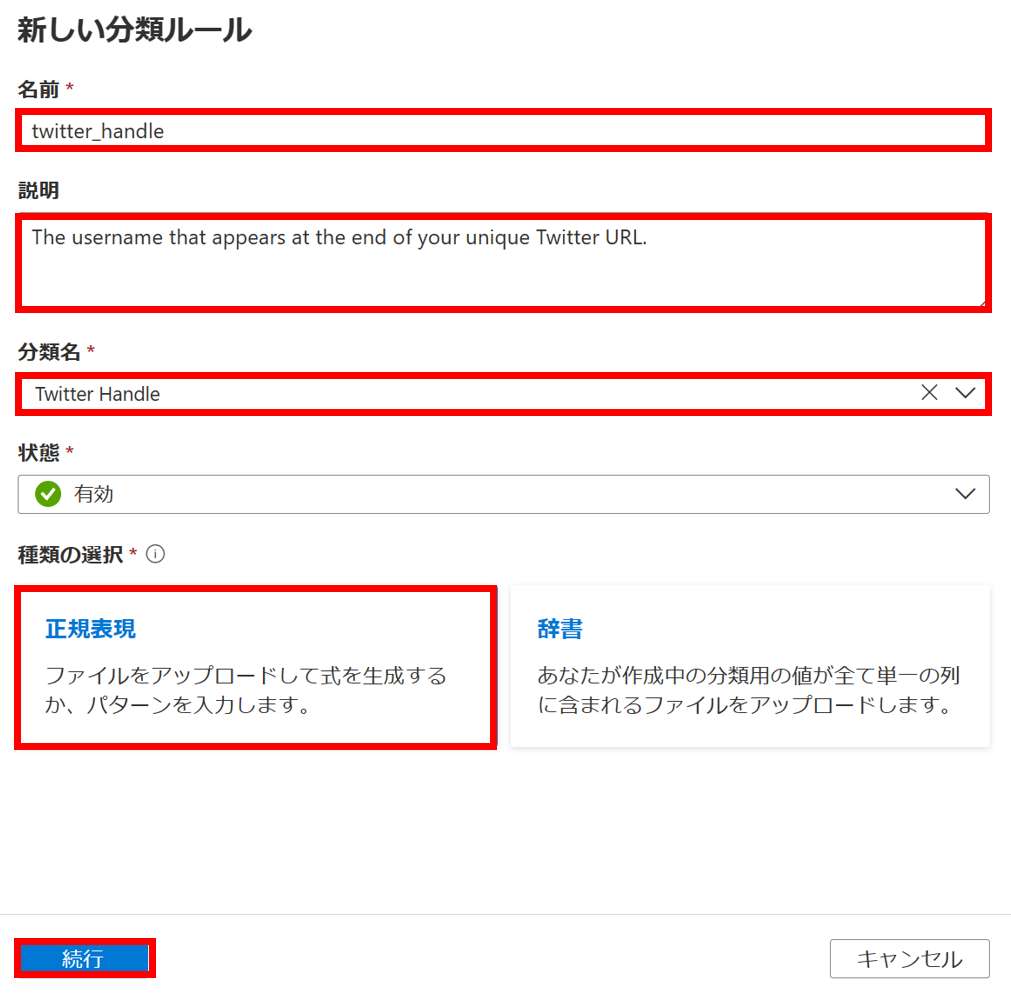 新しい分類ルール
名前 *
twitter_handle
説明
The username that appears at the end of your unique Twitter URL.
分類名 *
Twitter Handle
状態 *
有効
種類の選択 *
正規表現
ファイルをアップロードして式を生成する
か、パターンを入力します。
辞書
あなたが作成中の分類用の値が全て単一の列
に含まれるファイルをアップロードします。
続行
キャンセル